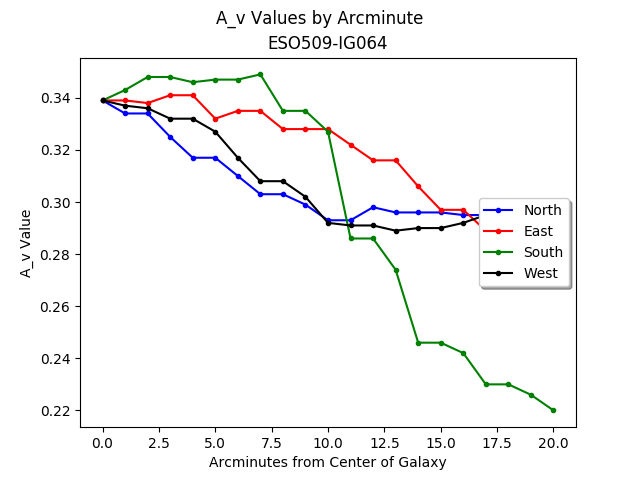 A_v Values by Arcminute
ESO509-IG064
A_v Value
0.34
0.32
0.30
0.28
0.26
0.24
0.22
North
East
South
West
0.0 2.5 5.0 7.5 10.0 12.5 15.0 17.5 20.0
Arcminutes from Center of Galaxy